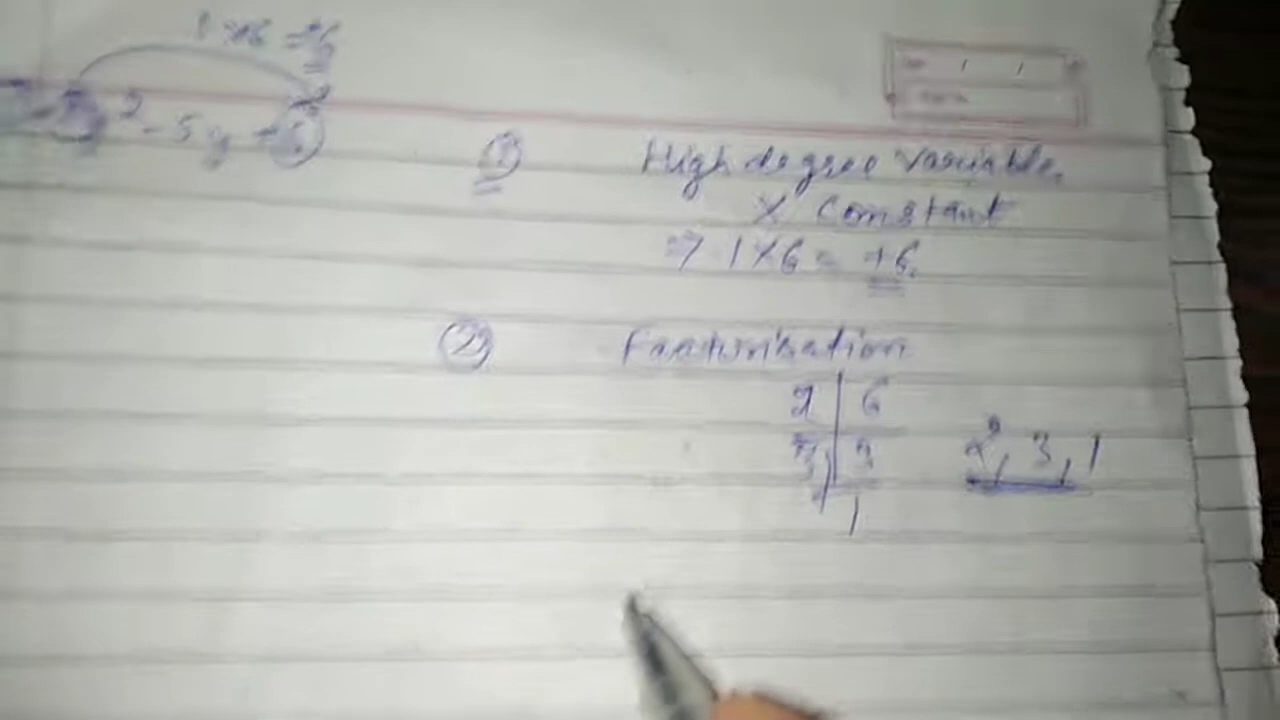 1 × 6 = +6
y² - 5y + 6
① High degree variable
× Constant
⇒ 1 × 6 = +6
② Factorisation
2 | 6
3 | 3
1
2, 3, 1